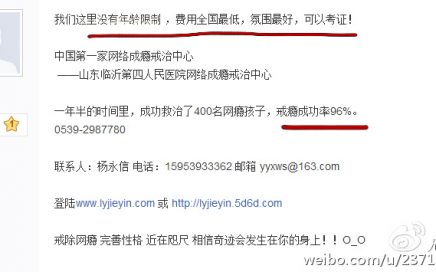 我们这里没有年龄限制 ，费用全国最低，氛围最好，可以考证！
中国第一家网络成瘾戒治中心
——山东临沂第四人民医院网络成瘾戒治中心
一年半的时间里，成功救治了400名网瘾孩子，戒瘾成功率96%。
0539-2987780
联系人：杨永信 电话：15953933362 邮箱 yyxws@163.com
登陆www.lyjieyin.com 或 http://lyjieyin.5d6d.com
戒除网瘾 完善性格 近在咫尺 相信奇迹会发生在你的身上！！O_O
weibo.com/u/2371